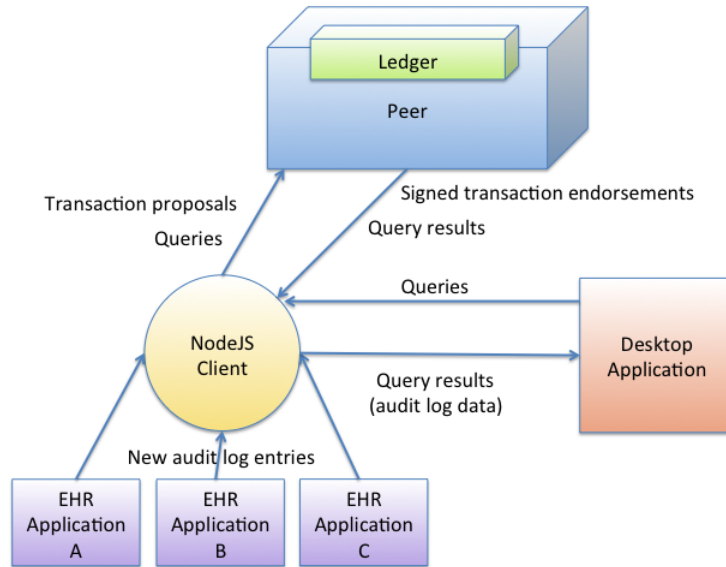 Ledger
Peer
Transaction proposals
Queries
Signed transaction endorsements
Query results
Queries
NodeJS
Client
Desktop
Application
Query results
(audit log data)
New audit log entries
EHR
Application
A
EHR
Application
B
EHR
Application
C